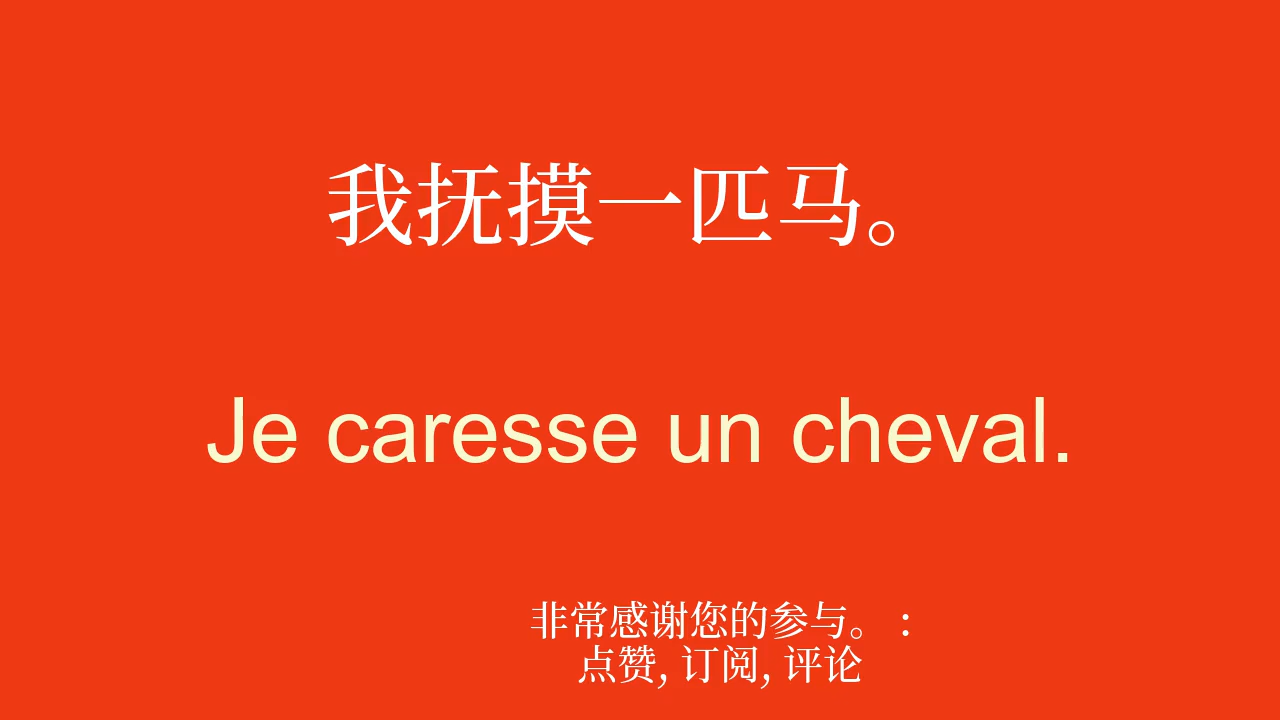 我抚摸一匹马。
Je caresse un cheval.
非常感谢您的参与。 :
点赞, 订阅, 评论